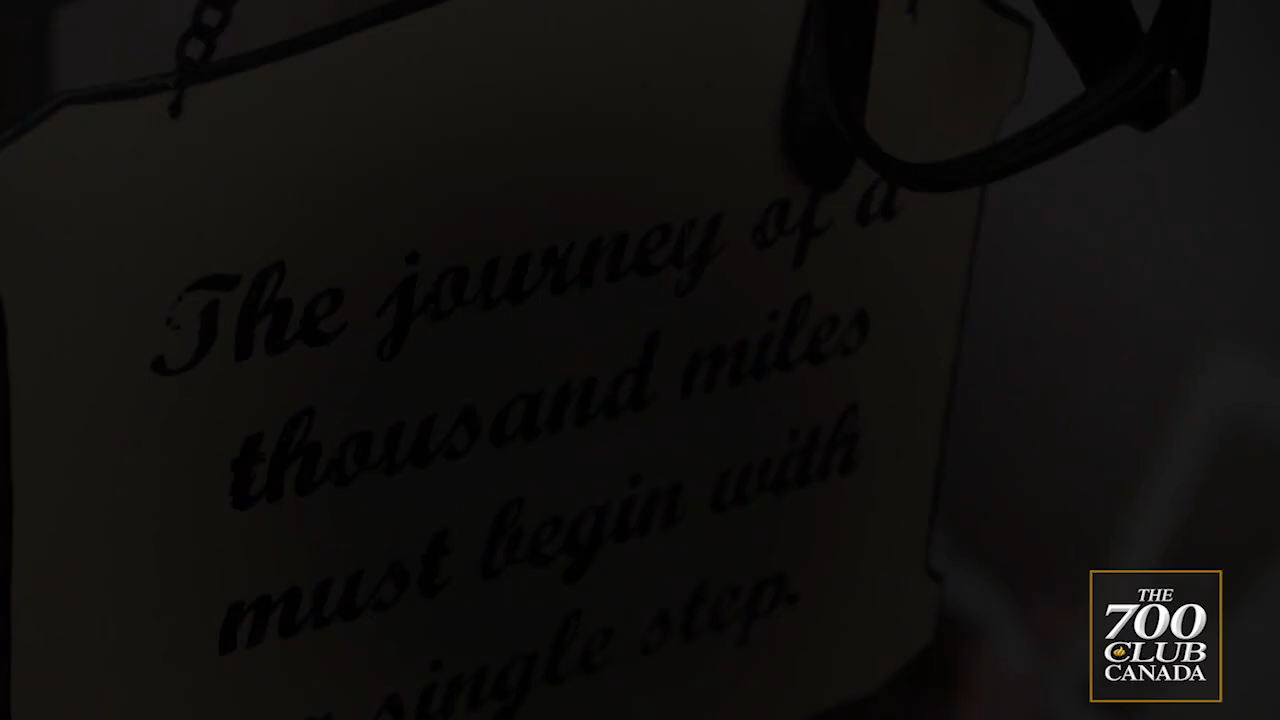 The journey of a
thousand miles
must begin with
a single step.
THE
700
CLUB
CANADA